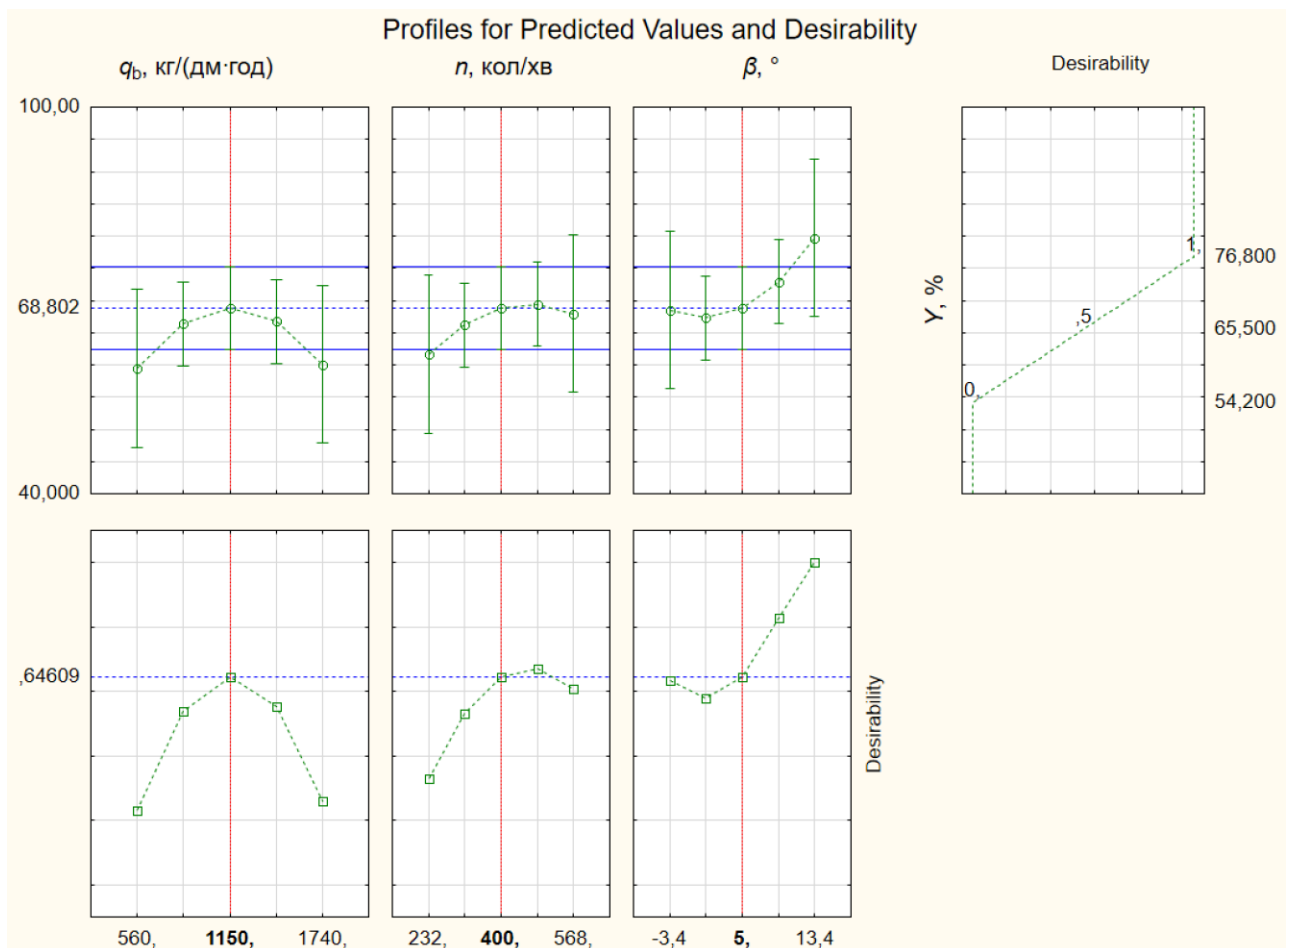 Profiles for Predicted Values and Desirability
qb, кг/(дм·год)
n, кол/хв
β, °
Desirability
100,00
68,802
40,000
1,
,5
0,
Y, %
76,800
65,500
54,200
,64609
Desirability
560, 1150, 1740,
232, 400, 568,
-3,4 5, 13,4